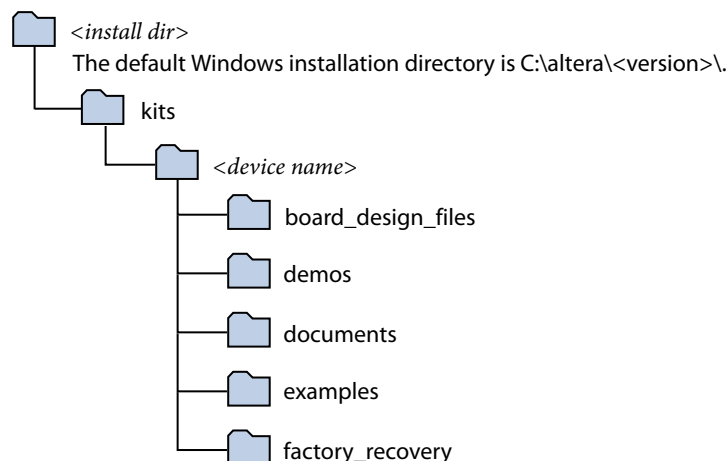 <install dir>
The default Windows installation directory is C:\altera\<version>\.
kits
<device name>
board_design_files
demos
documents
examples
factory_recovery